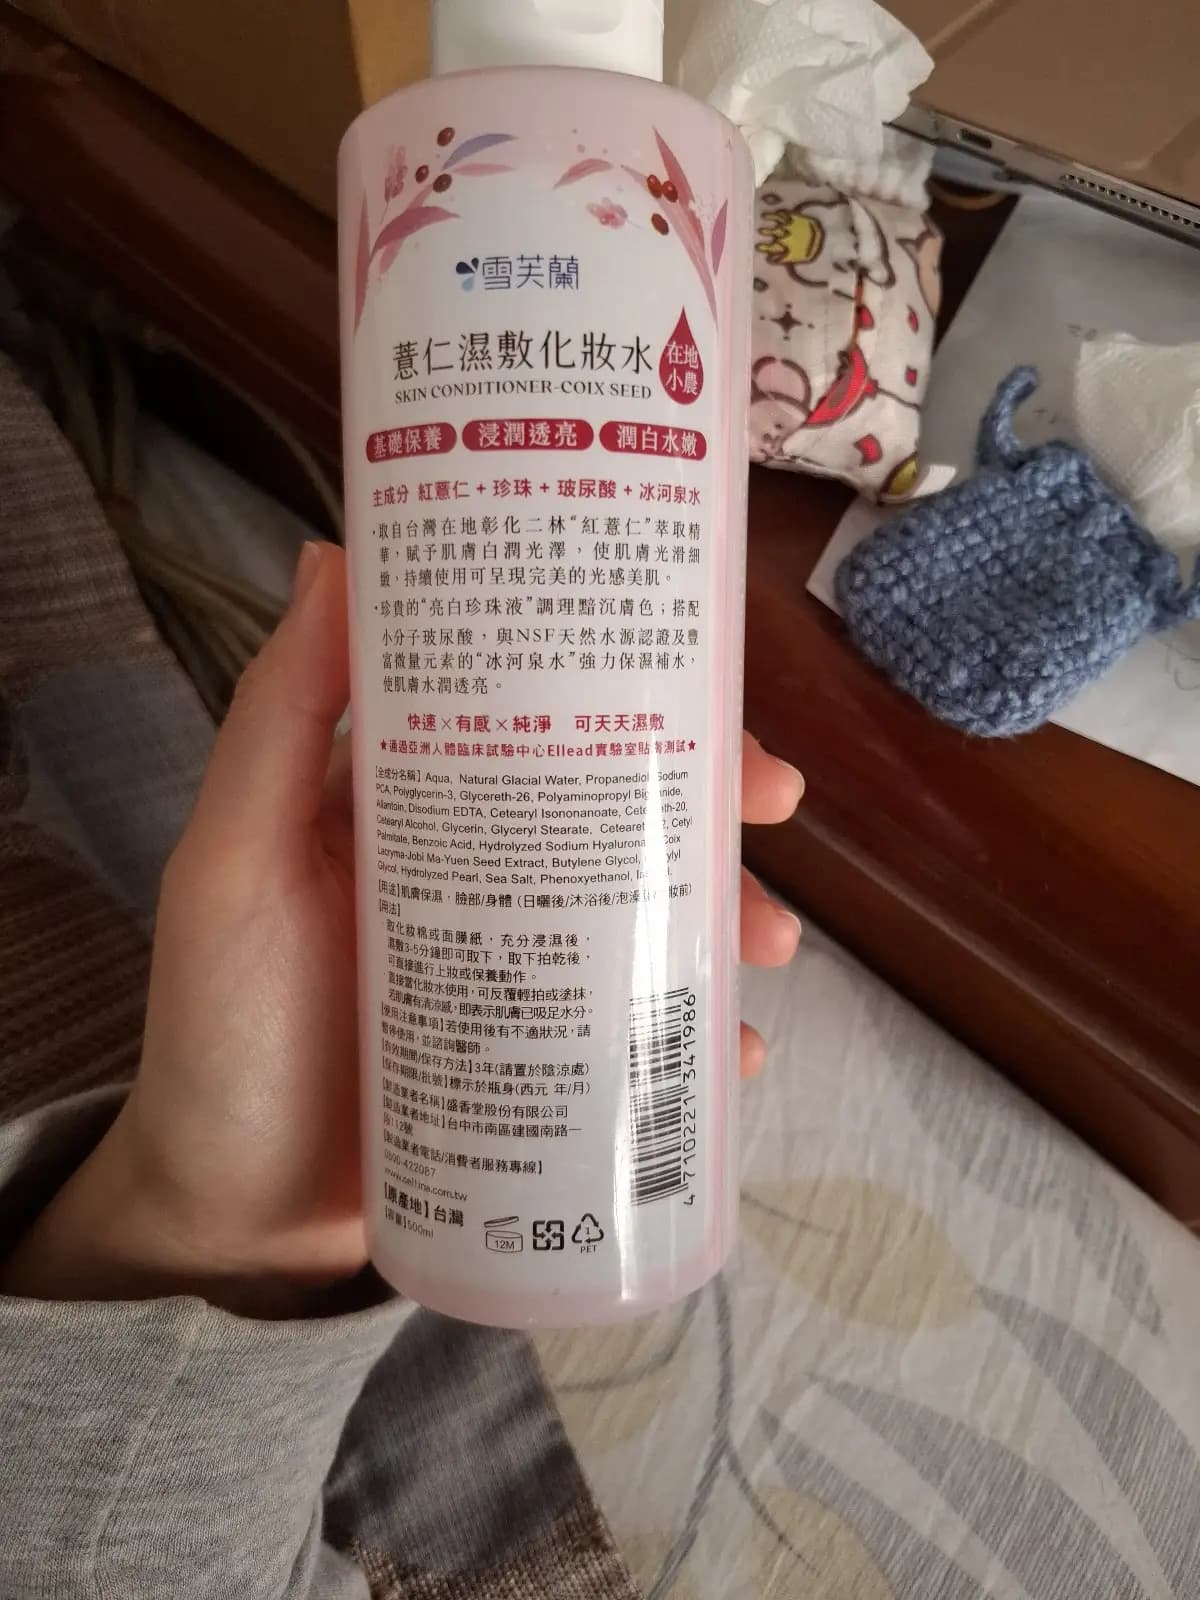 雪芙蘭
薏仁濕敷化妝水
在地
小農
SKIN CONDITIONER-COIX SEED
基礎保養 浸潤透亮 潤白水嫩
主成分 紅薏仁 + 珍珠 + 玻尿酸 + 冰河泉水
·取自台灣在地彰化二林“紅薏仁”萃取精
華，賦予肌膚白潤光澤，使肌膚光滑細
緻，持續使用可呈現完美的光感美肌。
·珍貴的“亮白珍珠液”調理黯沉膚色；搭配
小分子玻尿酸，與NSF天然水源認證及豐
富微量元素的“冰河泉水”強力保濕補水，
使肌膚水潤透亮。
快速×有感×純淨 可天天濕敷
★通過亞洲人體臨床試驗中心Ellead實驗室貼膚測試★
【全成分名稱】Aqua, Natural Glacial Water, Propanediol, Sodium
PCA, Polyglycerin-3, Glycereth-26, Polyaminopropyl
Allantoin, Disodium EDTA, Cetearyl Isononanoate,
Cetearyl Alcohol, Glycerin, Glyceryl Stearate, Cetyl
Palmitate, Benzoic Acid, Hydrolyzed Sodium Coix
Lacryma-Jobi Ma-Yuen Seed Extract, Butylene Glycol,
Glycol, Hydrolyzed Pearl, Sea Salt, Phenoxyethanol,
【用途】肌膚保濕，臉部/身體（日曬後/沐浴後/泡澡 妝前）
【用法】
·取化妝棉或面膜紙，充分浸濕後，
濕敷3-5分鐘即可取下，取下拍乾後，
可直接進行上妝或保養動作。
·直接當化妝水使用，可反覆輕拍或塗抹，
若肌膚有清涼感，即表示肌膚已吸足水分。
【使用注意事項】若使用後有不適狀況，請
暫停使用，並諮詢醫師。
【有效期間/保存方法】3年(請置於陰涼處)
【保存期限/批號】標示於瓶身(西元 年/月)
【製造業者名稱】盛香堂股份有限公司
【製造業者地址】台中市南區建國南路一
段112號
【製造業者電話/消費者服務專線】
0800-422087
www.cellina.com.tw
【原產地】台灣
【容量】500ml
12M
1
PET
4 710221 341986